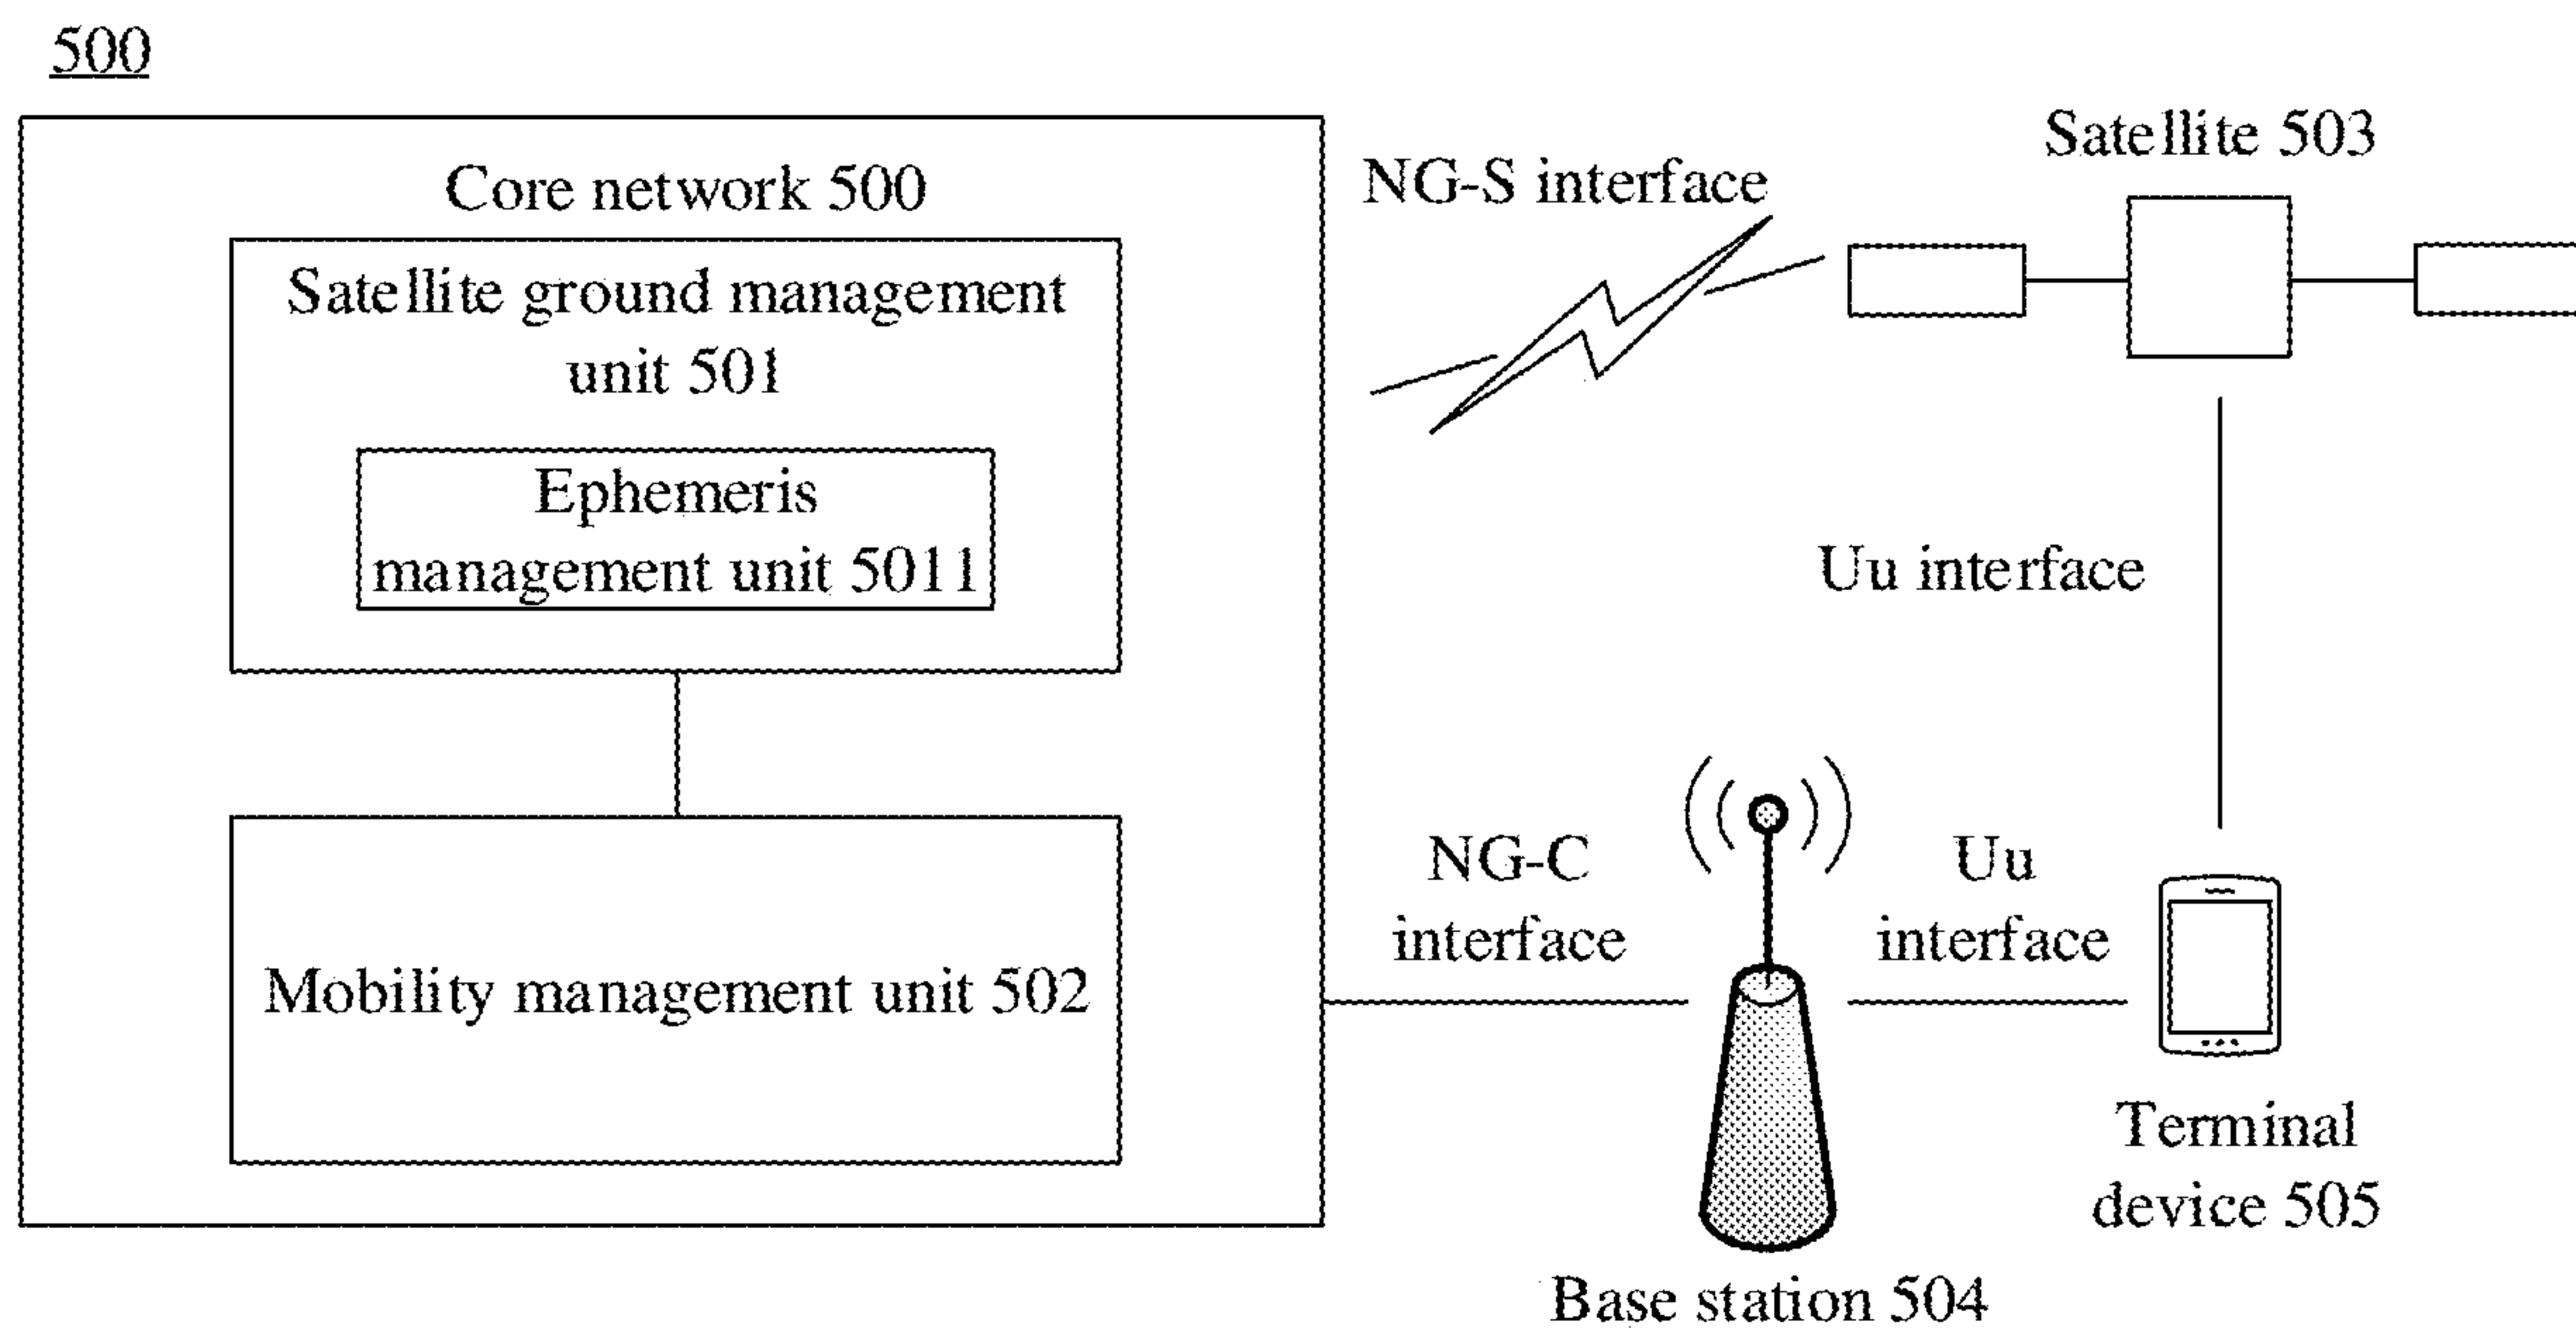 500
Core network 500
Satellite ground management
unit 501
Ephemeris
management unit 5011
Mobility management unit 502
NG-S interface
Satellite 503
Uu interface
NG-C
interface
Uu
interface
Terminal
device 505
Base station 504